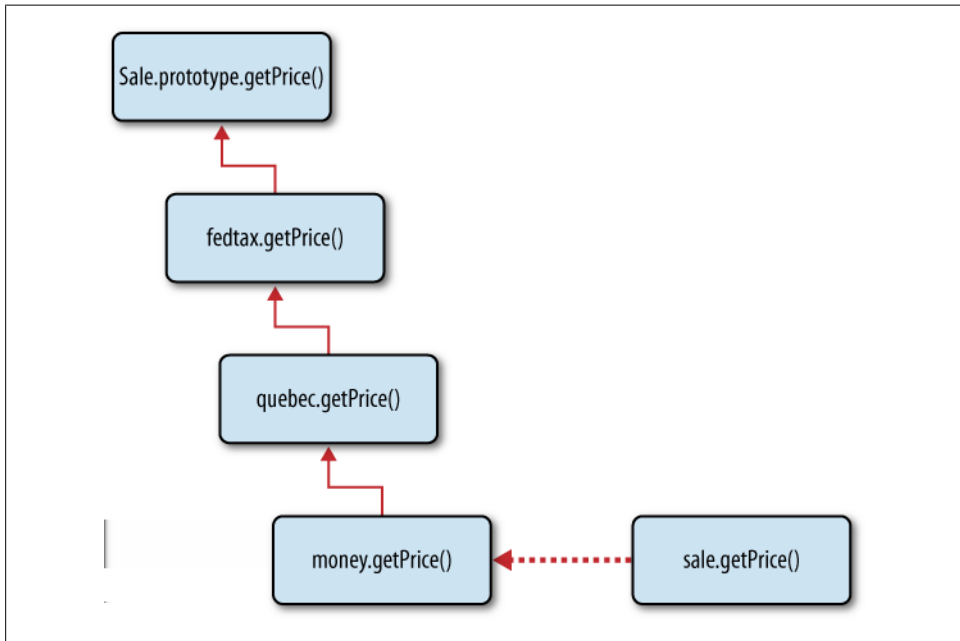 Sale.prototype.getPrice()
fedtax.getPrice()
quebec.getPrice()
money.getPrice()
sale.getPrice()